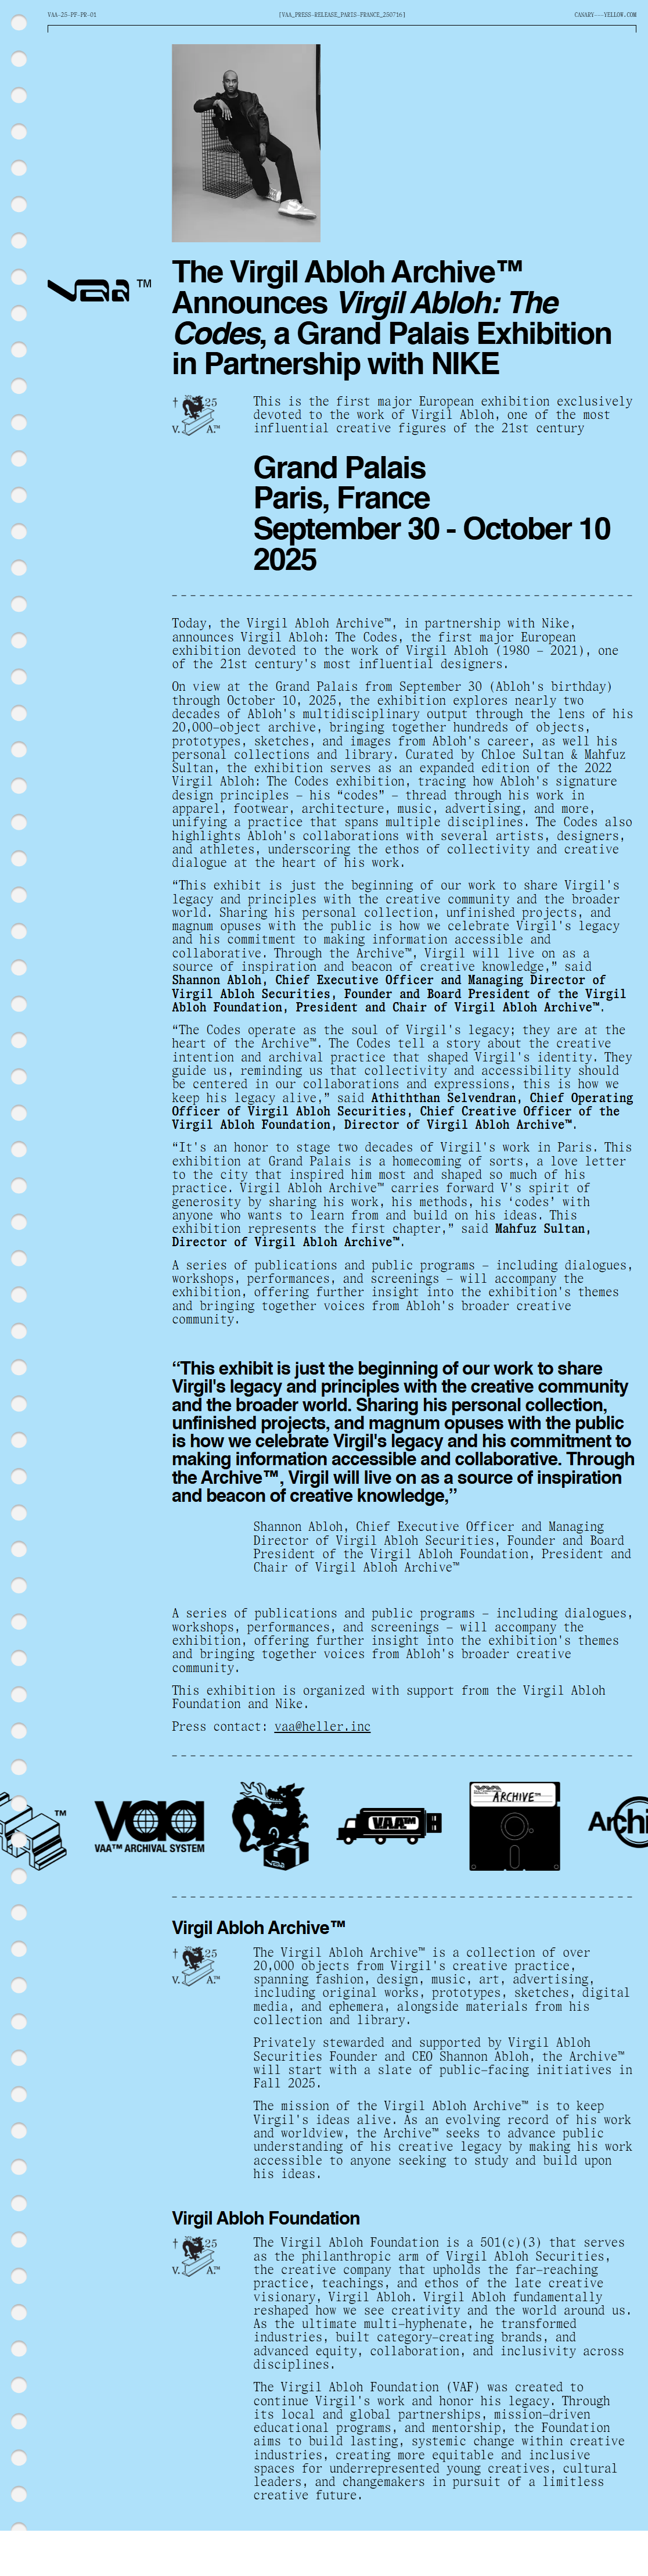 VAA-25-PF-PR-01
[VAA_PRESS-RELEASE_PARIS-FRANCE_250716]
CANARY---YELLOW.COM
vaa™
The Virgil Abloh Archive™
Announces Virgil Abloh: The
Codes, a Grand Palais Exhibition
in Partnership with NIKE
† 25
V. A.™
This is the first major European exhibition exclusively
devoted to the work of Virgil Abloh, one of the most
influential creative figures of the 21st century
Grand Palais
Paris, France
September 30 - October 10
2025
Today, the Virgil Abloh Archive™, in partnership with Nike,
announces Virgil Abloh: The Codes, the first major European
exhibition devoted to the work of Virgil Abloh (1980 – 2021), one
of the 21st century's most influential designers.
On view at the Grand Palais from September 30 (Abloh's birthday)
through October 10, 2025, the exhibition explores nearly two
decades of Abloh's multidisciplinary output through the lens of his
20,000-object archive, bringing together hundreds of objects,
prototypes, sketches, and images from Abloh's career, as well his
personal collections and library. Curated by Chloe Sultan & Mahfuz
Sultan, the exhibition serves as an expanded edition of the 2022
Virgil Abloh: The Codes exhibition, tracing how Abloh's signature
design principles – his “codes” – thread through his work in
apparel, footwear, architecture, music, advertising, and more,
unifying a practice that spans multiple disciplines. The Codes also
highlights Abloh's collaborations with several artists, designers,
and athletes, underscoring the ethos of collectivity and creative
dialogue at the heart of his work.
“This exhibit is just the beginning of our work to share Virgil's
legacy and principles with the creative community and the broader
world. Sharing his personal collection, unfinished projects, and
magnum opuses with the public is how we celebrate Virgil's legacy
and his commitment to making information accessible and
collaborative. Through the Archive™, Virgil will live on as a
source of inspiration and beacon of creative knowledge,” said
Shannon Abloh, Chief Executive Officer and Managing Director of
Virgil Abloh Securities, Founder and Board President of the Virgil
Abloh Foundation, President and Chair of Virgil Abloh Archive™.
“The Codes operate as the soul of Virgil's legacy; they are at the
heart of the Archive™. The Codes tell a story about the creative
intention and archival practice that shaped Virgil's identity. They
guide us, reminding us that collectivity and accessibility should
be centered in our collaborations and expressions, this is how we
keep his legacy alive,” said Athiththan Selvendran, Chief Operating
Officer of Virgil Abloh Securities, Chief Creative Officer of the
Virgil Abloh Foundation, Director of Virgil Abloh Archive™.
“It's an honor to stage two decades of Virgil's work in Paris. This
exhibition at Grand Palais is a homecoming of sorts, a love letter
to the city that inspired him most and shaped so much of his
practice. Virgil Abloh Archive™ carries forward V's spirit of
generosity by sharing his work, his methods, his ‘codes’ with
anyone who wants to learn from and build on his ideas. This
exhibition represents the first chapter,” said Mahfuz Sultan,
Director of Virgil Abloh Archive™.
A series of publications and public programs – including dialogues,
workshops, performances, and screenings – will accompany the
exhibition, offering further insight into the exhibition's themes
and bringing together voices from Abloh's broader creative
community.
“This exhibit is just the beginning of our work to share
Virgil's legacy and principles with the creative community
and the broader world. Sharing his personal collection,
unfinished projects, and magnum opuses with the public
is how we celebrate Virgil's legacy and his commitment to
making information accessible and collaborative. Through
the Archive™, Virgil will live on as a source of inspiration
and beacon of creative knowledge,”
Shannon Abloh, Chief Executive Officer and Managing
Director of Virgil Abloh Securities, Founder and Board
President of the Virgil Abloh Foundation, President and
Chair of Virgil Abloh Archive™
A series of publications and public programs – including dialogues,
workshops, performances, and screenings – will accompany the
exhibition, offering further insight into the exhibition's themes
and bringing together voices from Abloh's broader creative
community.
This exhibition is organized with support from the Virgil Abloh
Foundation and Nike.
Press contact: vaa@heller.inc
™
vaa
VAA™ ARCHIVAL SYSTEM
VAA™
ARCHIVE™
Archi
Virgil Abloh Archive™
† 25
V. A.™
The Virgil Abloh Archive™ is a collection of over
20,000 objects from Virgil's creative practice,
spanning fashion, design, music, art, advertising,
including original works, prototypes, sketches, digital
media, and ephemera, alongside materials from his
collection and library.
Privately stewarded and supported by Virgil Abloh
Securities Founder and CEO Shannon Abloh, the Archive™
will start with a slate of public-facing initiatives in
Fall 2025.
The mission of the Virgil Abloh Archive™ is to keep
Virgil's ideas alive. As an evolving record of his work
and worldview, the Archive™ seeks to advance public
understanding of his creative legacy by making his work
accessible to anyone seeking to study and build upon
his ideas.
Virgil Abloh Foundation
† 25
V. A.™
The Virgil Abloh Foundation is a 501(c)(3) that serves
as the philanthropic arm of Virgil Abloh Securities,
the creative company that upholds the far-reaching
practice, teachings, and ethos of the late creative
visionary, Virgil Abloh. Virgil Abloh fundamentally
reshaped how we see creativity and the world around us.
As the ultimate multi-hyphenate, he transformed
industries, built category-creating brands, and
advanced equity, collaboration, and inclusivity across
disciplines.
The Virgil Abloh Foundation (VAF) was created to
continue Virgil's work and honor his legacy. Through
its local and global partnerships, mission-driven
educational programs, and mentorship, the Foundation
aims to build lasting, systemic change within creative
industries, creating more equitable and inclusive
spaces for underrepresented young creatives, cultural
leaders, and changemakers in pursuit of a limitless
creative future.